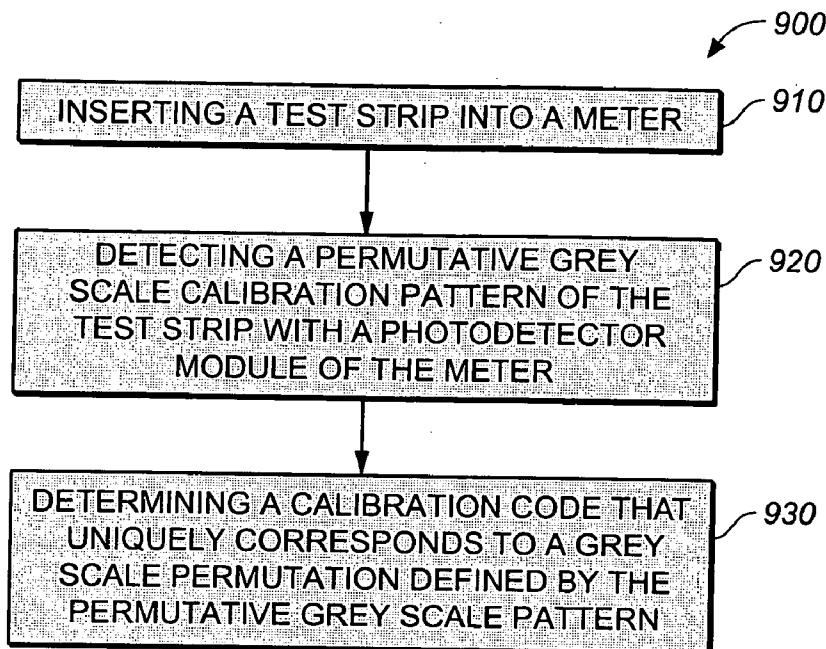 900
INSERTING A TEST STRIP INTO A METER
910
DETECTING A PERMUTATIVE GREY
SCALE CALIBRATION PATTERN OF THE
TEST STRIP WITH A PHOTODETECTOR
MODULE OF THE METER
920
DETERMINING A CALIBRATION CODE THAT
UNIQUELY CORRESPONDS TO A GREY
SCALE PERMUTATION DEFINED BY THE
PERMUTATIVE GREY SCALE PATTERN
930